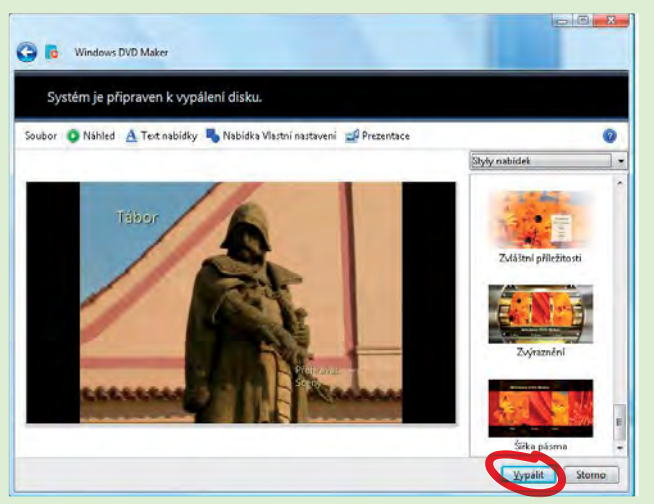 Windows DVD Maker
Systém je připraven k vypálení disku.
Soubor Náhled Text nabídky Nabídka Vlastní nastavení Prezentace
Styly nabídek
Tábor
Přehrávat
Scény
Zvláštní příležitosti
Zvýraznění
Šířka pásma
Vypálit Storno